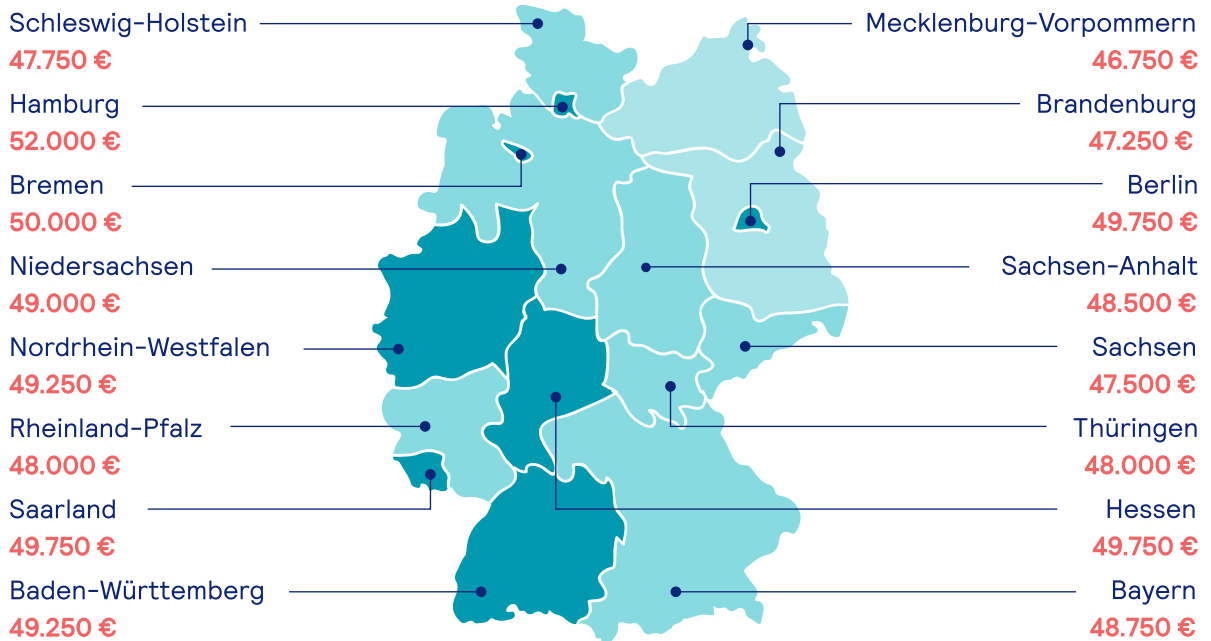 Schleswig-Holstein
47.750 €
Hamburg
52.000 €
Bremen
50.000 €
Niedersachsen
49.000 €
Nordrhein-Westfalen
49.250 €
Rheinland-Pfalz
48.000 €
Saarland
49.750 €
Baden-Württemberg
49.250 €
Mecklenburg-Vorpommern
46.750 €
Brandenburg
47.250 €
Berlin
49.750 €
Sachsen-Anhalt
48.500 €
Sachsen
47.500 €
Thüringen
48.000 €
Hessen
49.750 €
Bayern
48.750 €